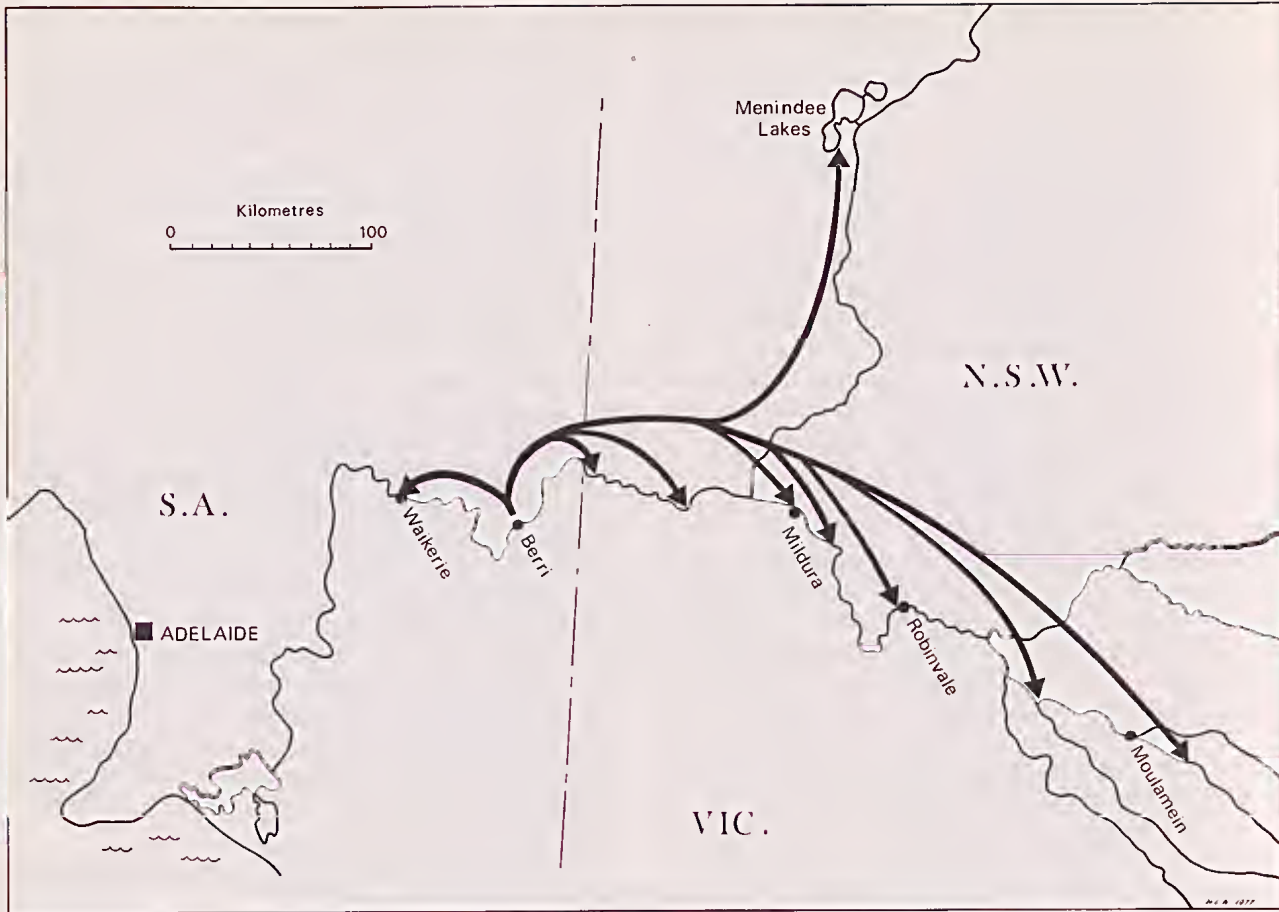 Menindee
Lakes
Kilometres
0 100
N.S.W.
S.A.
Waikerie
Berri
Mildura
ADELAIDE
Robinvale
Moulamein
VIC.